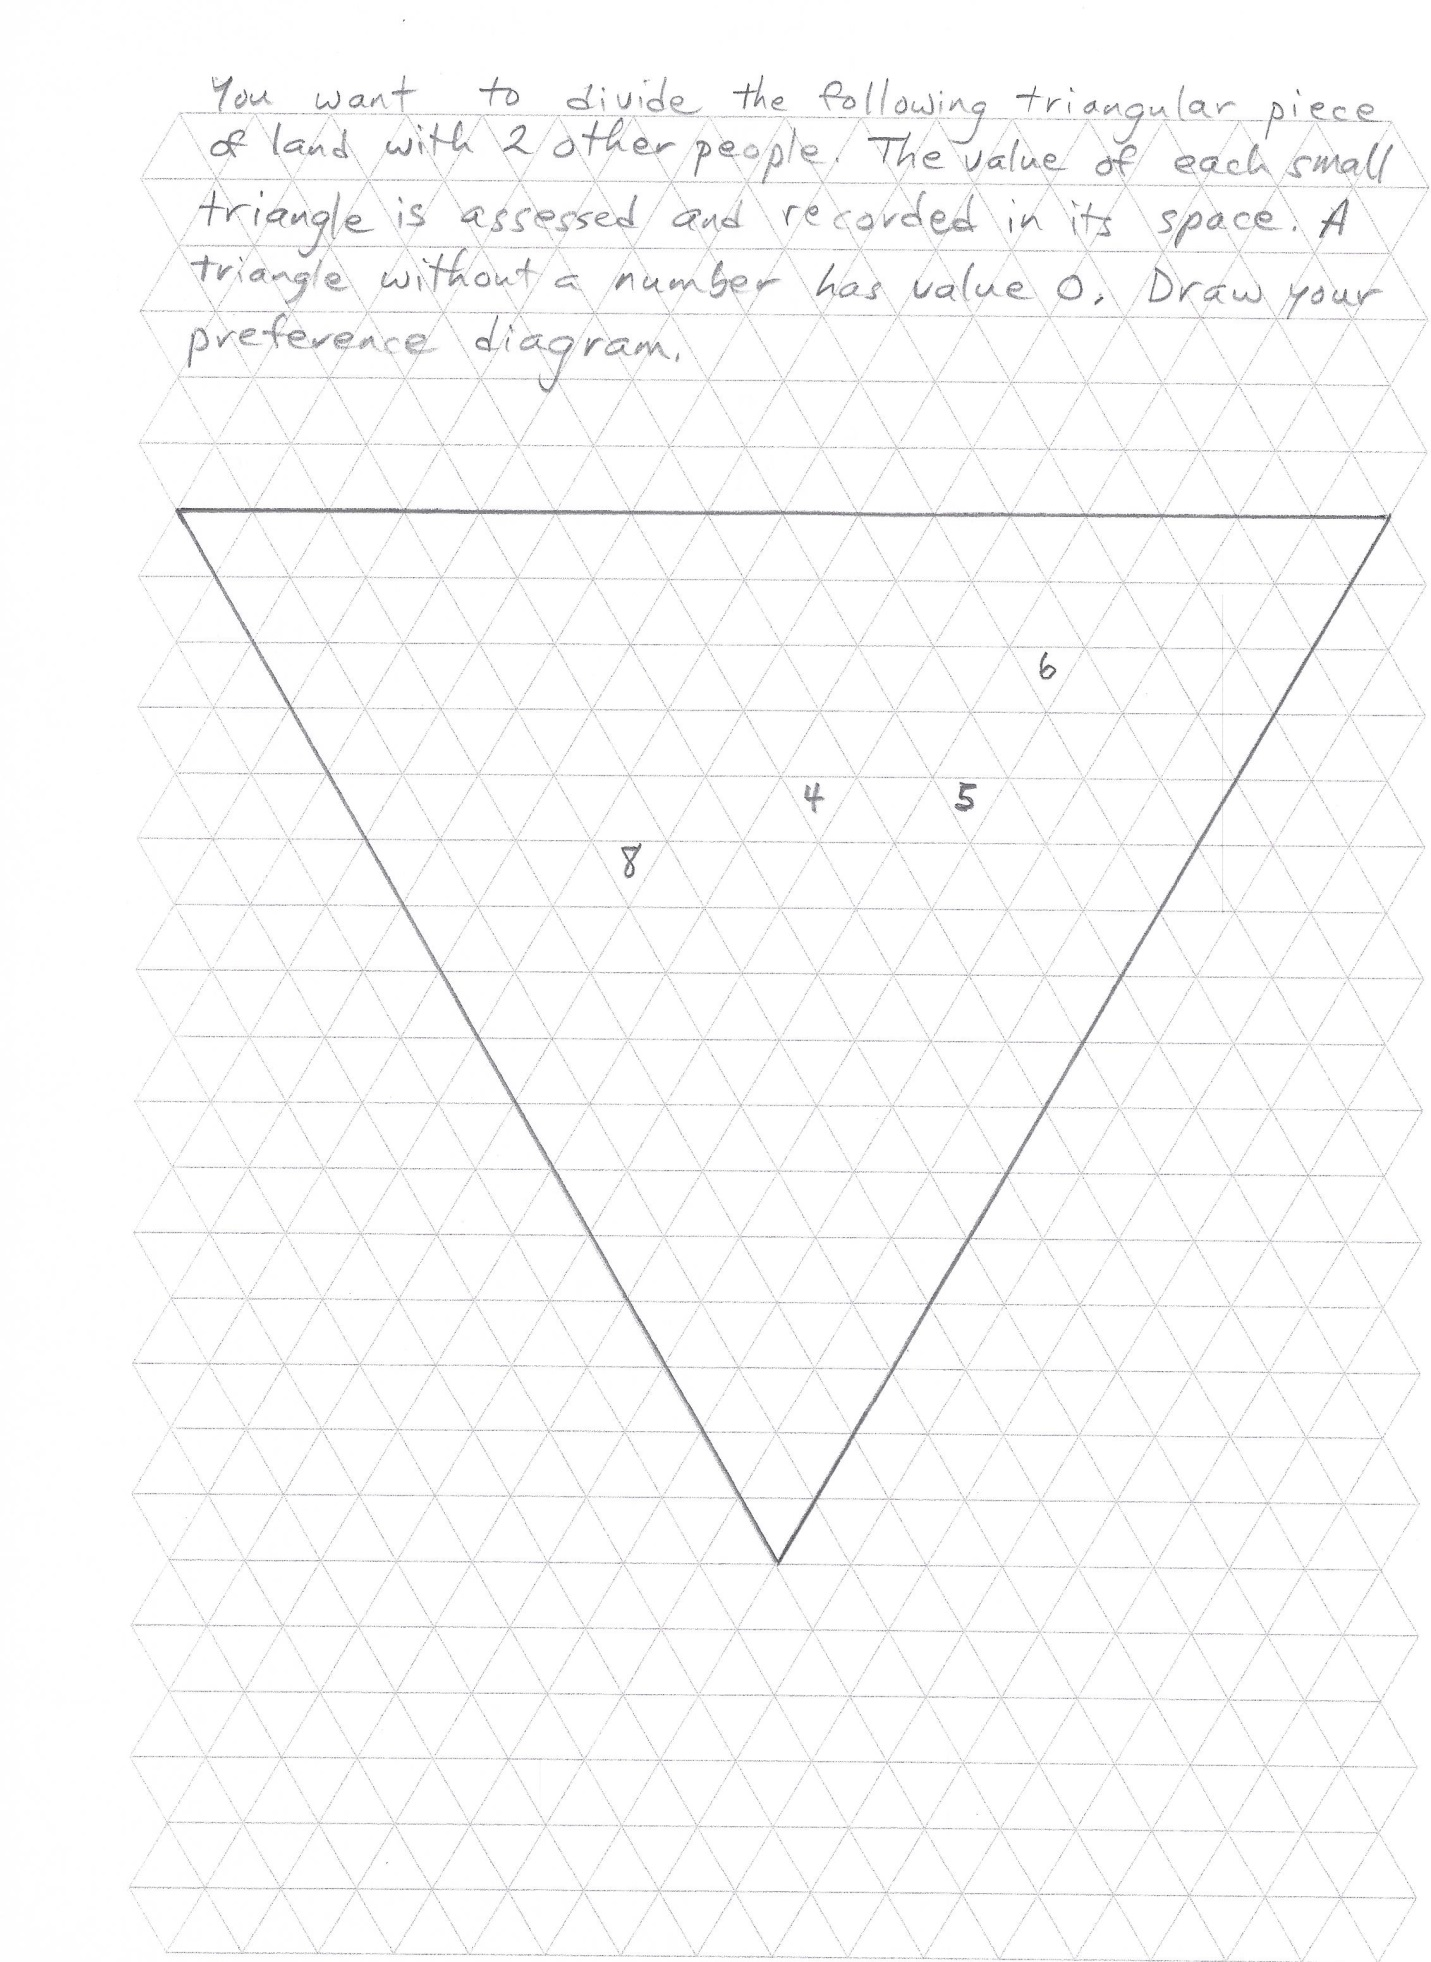 You want to divide the following triangular piece
of land with 2 other people. The value of each small
triangle is assessed and recorded in its space. A
triangle without a number has value 0. Draw your
preference diagram.
6
4 5
8